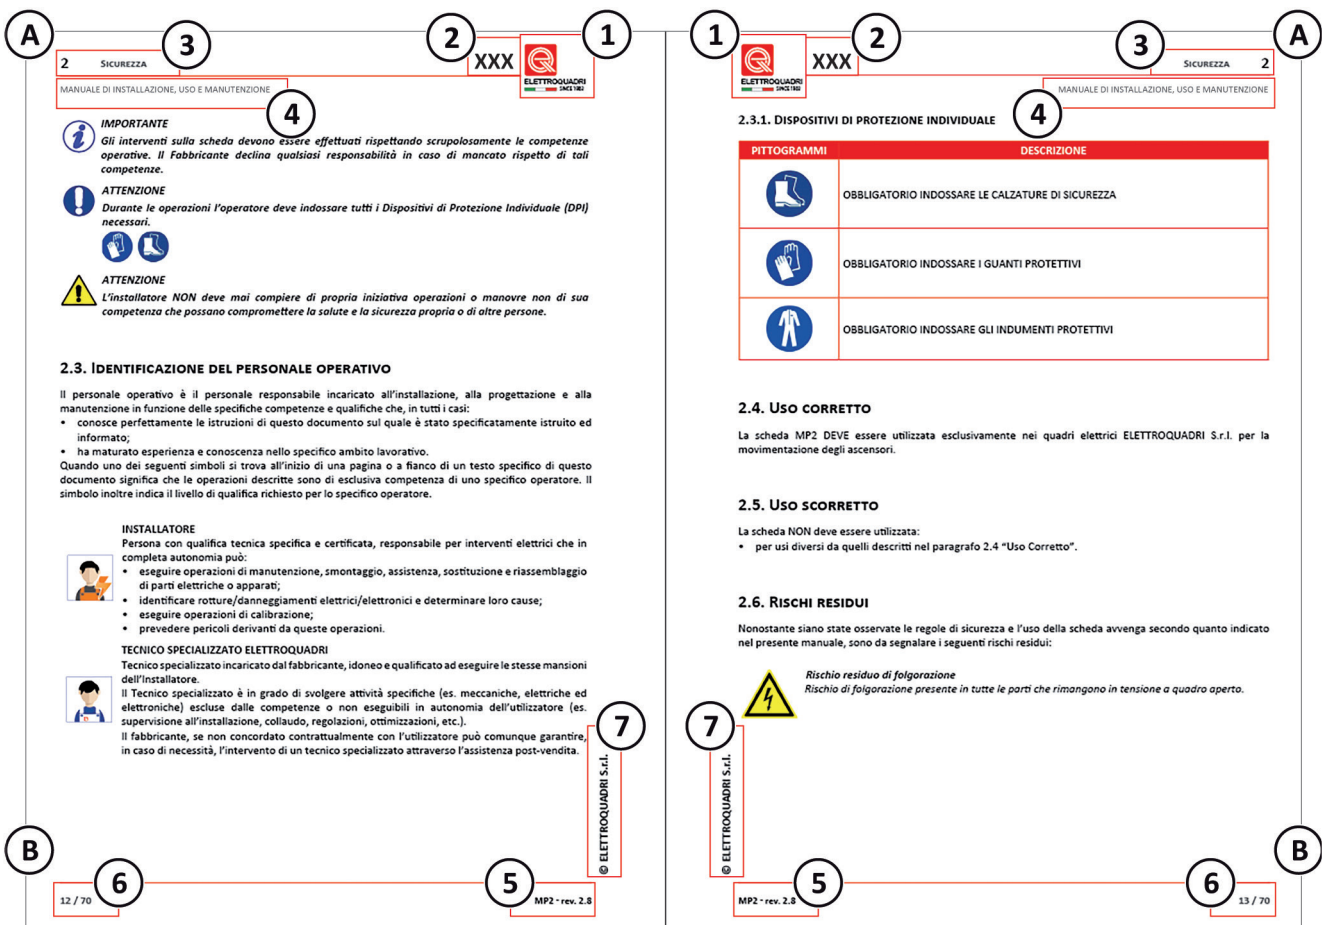 A
3
2
1
2 SICUREZZA
XXX
ELETTROQUADRI
SINCE 1982
MANUALE DI INSTALLAZIONE, USO E MANUTENZIONE
4
IMPORTANTE
Gli interventi sulla scheda devono essere effettuati rispettando scrupolosamente le competenze
operative. Il Fabbricante declina qualsiasi responsabilità in caso di mancato rispetto di tali
competenze.
ATTENZIONE
Durante le operazioni l'operatore deve indossare tutti i Dispositivi di Protezione Individuale (DPI)
necessari.
ATTENZIONE
L'installatore NON deve mai compiere di propria iniziativa operazioni o manovre non di sua
competenza che possano compromettere la salute e la sicurezza propria o di altre persone.
2.3. IDENTIFICAZIONE DEL PERSONALE OPERATIVO
Il personale operativo è il personale responsabile incaricato all'installazione, alla progettazione e alla
manutenzione in funzione delle specifiche competenze e qualifiche che, in tutti i casi:
• conosce perfettamente le istruzioni di questo documento sul quale è stato specificatamente istruito ed
informato;
• ha maturato esperienza e conoscenza nello specifico ambito lavorativo.
Quando uno dei seguenti simboli si trova all'inizio di una pagina o a fianco di un testo specifico di questo
documento significa che le operazioni descritte sono di esclusiva competenza di uno specifico operatore. Il
simbolo inoltre indica il livello di qualifica richiesto per lo specifico operatore.
INSTALLATORE
Persona con qualifica tecnica specifica e certificata, responsabile per interventi elettrici che in
completa autonomia può:
• eseguire operazioni di manutenzione, smontaggio, assistenza, sostituzione e riassemblaggio
di parti elettriche o apparati;
• identificare rotture/danneggiamenti elettrici/elettronici e determinare loro cause;
• eseguire operazioni di calibrazione;
• prevedere pericoli derivanti da queste operazioni.
TECNICO SPECIALIZZATO ELETTROQUADRI
Tecnico specializzato incaricato dal fabbricante, idoneo e qualificato ad eseguire le stesse mansioni
dell'Installatore.
Il Tecnico specializzato è in grado di svolgere attività specifiche (es. meccaniche, elettriche ed
elettroniche) escluse dalle competenze o non eseguibili in autonomia dell'utilizzatore (es.
supervisione all'installazione, collaudo, regolazioni, ottimizzazioni, etc.).
Il fabbricante, se non concordato contrattualmente con l'utilizzatore può comunque garantire,
in caso di necessità, l'intervento di un tecnico specializzato attraverso l'assistenza post-vendita.
7
© ELETTROQUADRI S.r.l.
B
6
5
12 / 70
MP2 - rev. 2.8
1
2
3
A
ELETTROQUADRI
SINCE 1982
XXX
SICUREZZA 2
MANUALE DI INSTALLAZIONE, USO E MANUTENZIONE
4
2.3.1. DISPOSITIVI DI PROTEZIONE INDIVIDUALE
PITTOGRAMMI DESCRIZIONE
OBBLIGATORIO INDOSSARE LE CALZATURE DI SICUREZZA
OBBLIGATORIO INDOSSARE I GUANTI PROTETTIVI
OBBLIGATORIO INDOSSARE GLI INDUMENTI PROTETTIVI
2.4. USO CORRETTO
La scheda MP2 DEVE essere utilizzata esclusivamente nei quadri elettrici ELETTROQUADRI S.r.l. per la
movimentazione degli ascensori.
2.5. USO SCORRETTO
La scheda NON deve essere utilizzata:
• per usi diversi da quelli descritti nel paragrafo 2.4 “Uso Corretto”.
2.6. RISCHI RESIDUI
Nonostante siano state osservate le regole di sicurezza e l'uso della scheda avvenga secondo quanto indicato
nel presente manuale, sono da segnalare i seguenti rischi residui:
Rischio residuo di folgorazione
Rischio di folgorazione presente in tutte le parti che rimangono in tensione a quadro aperto.
7
© ELETTROQUADRI S.r.l.
B
5
6
MP2 - rev. 2.8
13 / 70